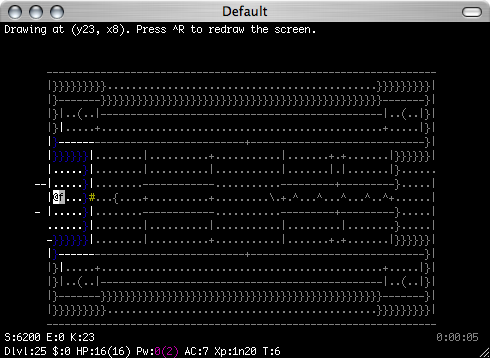 Default
Drawing at (y23, x8). Press ^R to redraw the screen.
S:6200 E:0 K:23
0:00:05
Dlvl:25 $:0 HP:16(16) Pw:0(2) AC:7 Xp:1n20 T:6